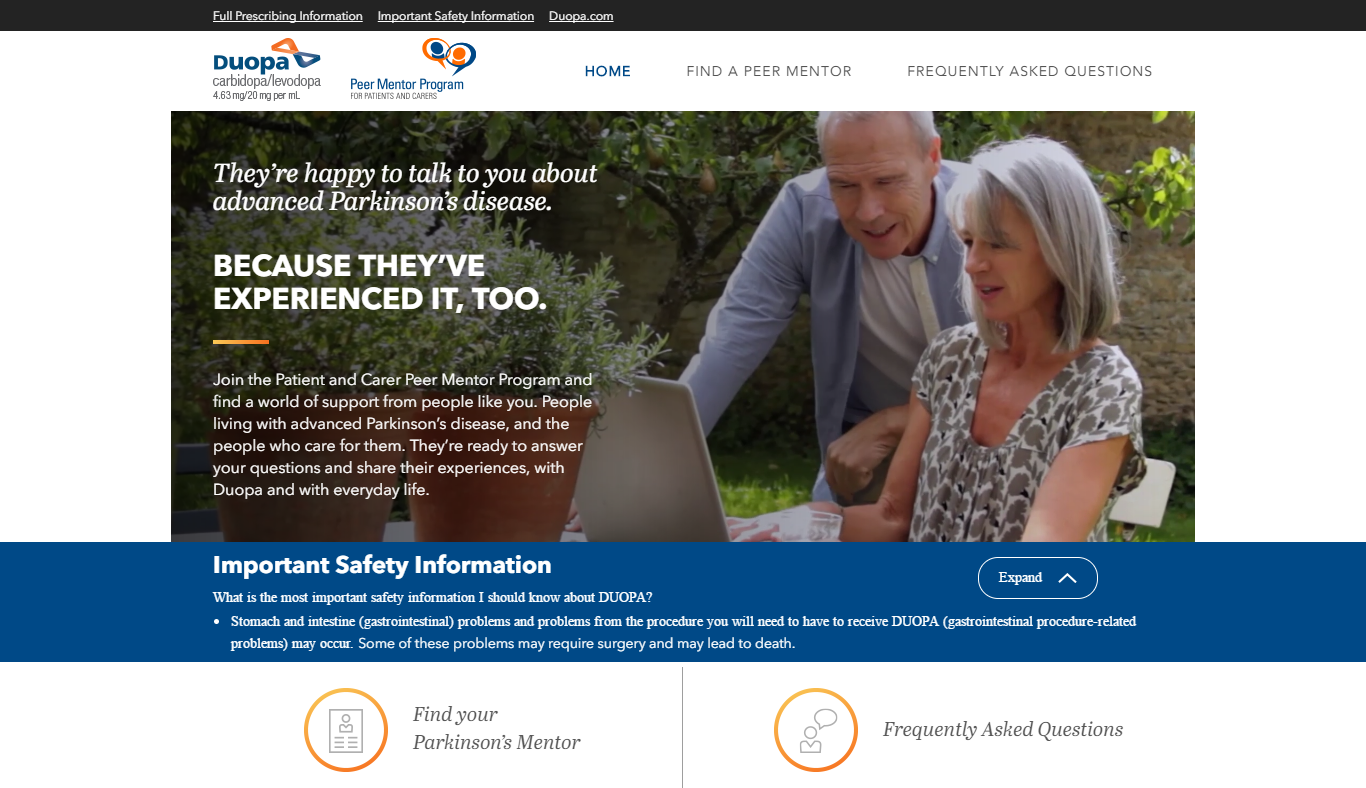 Full Prescribing Information Important Safety Information Duopa.com
Duopa
carbidopa/levodopa
4.63 mg/20 mg per mL
Peer Mentor Program
FOR PATIENTS AND CARERS
HOME FIND A PEER MENTOR FREQUENTLY ASKED QUESTIONS
They’re happy to talk to you about
advanced Parkinson’s disease.
BECAUSE THEY’VE
EXPERIENCED IT, TOO.
Join the Patient and Carer Peer Mentor Program and
find a world of support from people like you. People
living with advanced Parkinson’s disease, and the
people who care for them. They’re ready to answer
your questions and share their experiences, with
Duopa and with everyday life.
Important Safety Information
Expand
What is the most important safety information I should know about DUOPA?
• Stomach and intestine (gastrointestinal) problems and problems from the procedure you will need to have to receive DUOPA (gastrointestinal procedure-related
problems) may occur. Some of these problems may require surgery and may lead to death.
Find your
Parkinson’s Mentor
Frequently Asked Questions